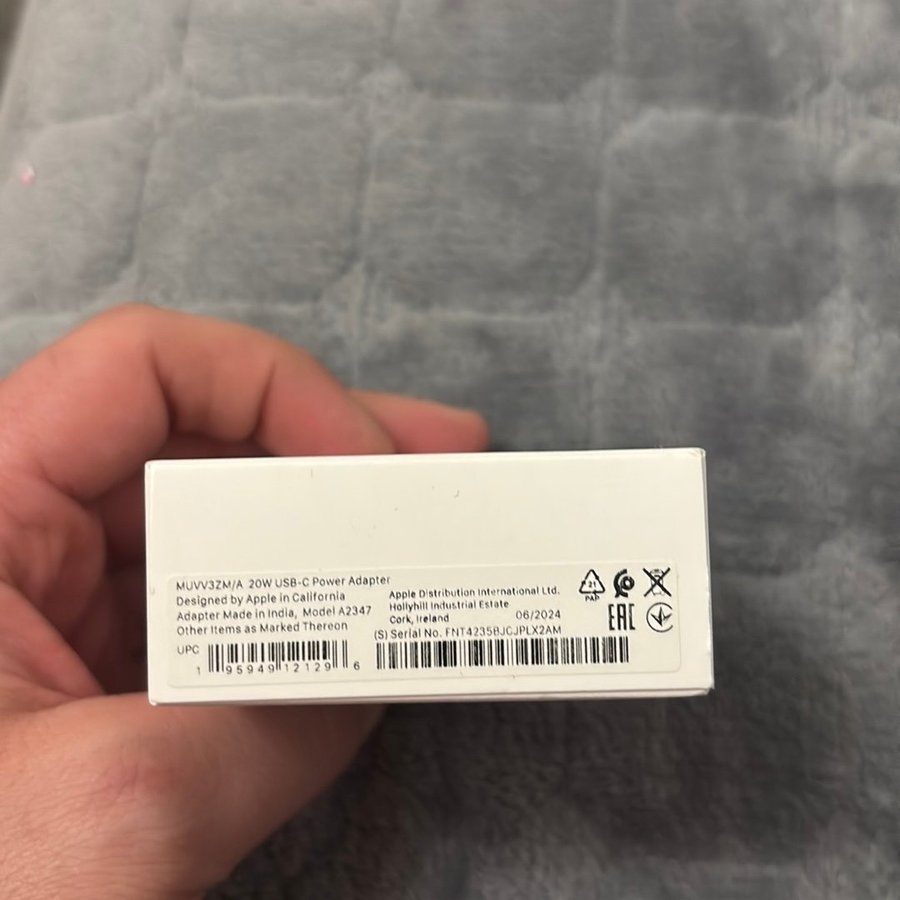 MUVV3ZM/A 20W USB-C Power Adapter
Designed by Apple in California
Adapter Made in India, Model A2347
Other Items as Marked Thereon
Apple Distribution International Ltd.
Hollyhill Industrial Estate
Cork, Ireland 06/2024
(S) Serial No. FNT4235BJCJPLX2AM
UPC
1 95949 12129 6
21
PAP
EAC